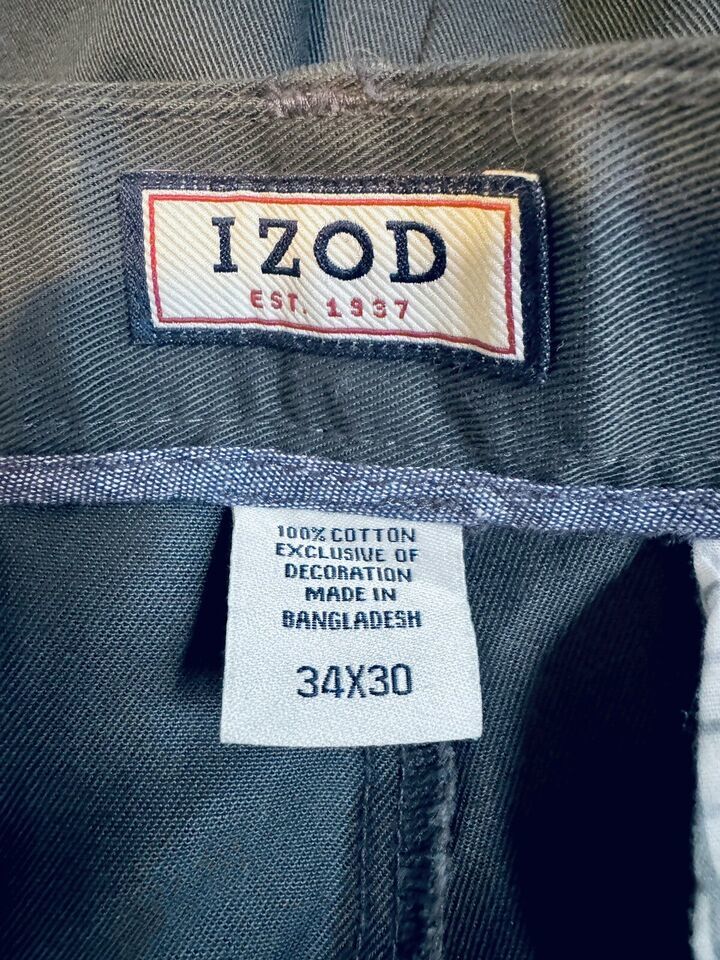 IZOD
EST. 1937
100% COTTON
EXCLUSIVE OF
DECORATION
MADE IN
BANGLADESH
34X30